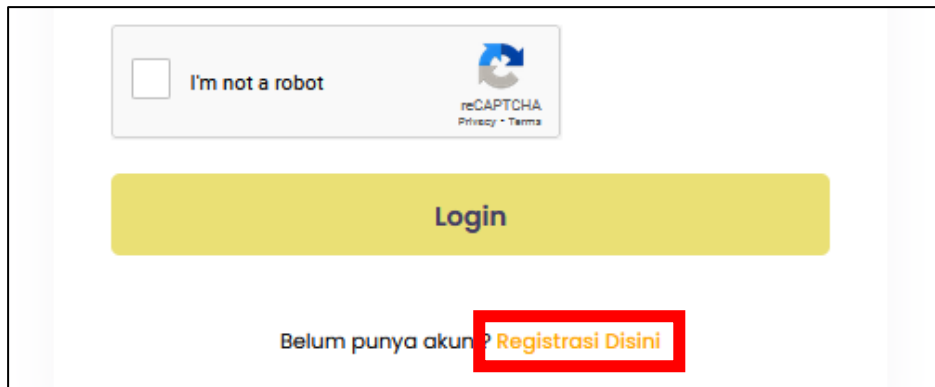 I'm not a robot
reCAPTCHA
Privacy - Terms
Login
Belum punya akun? Registrasi Disini